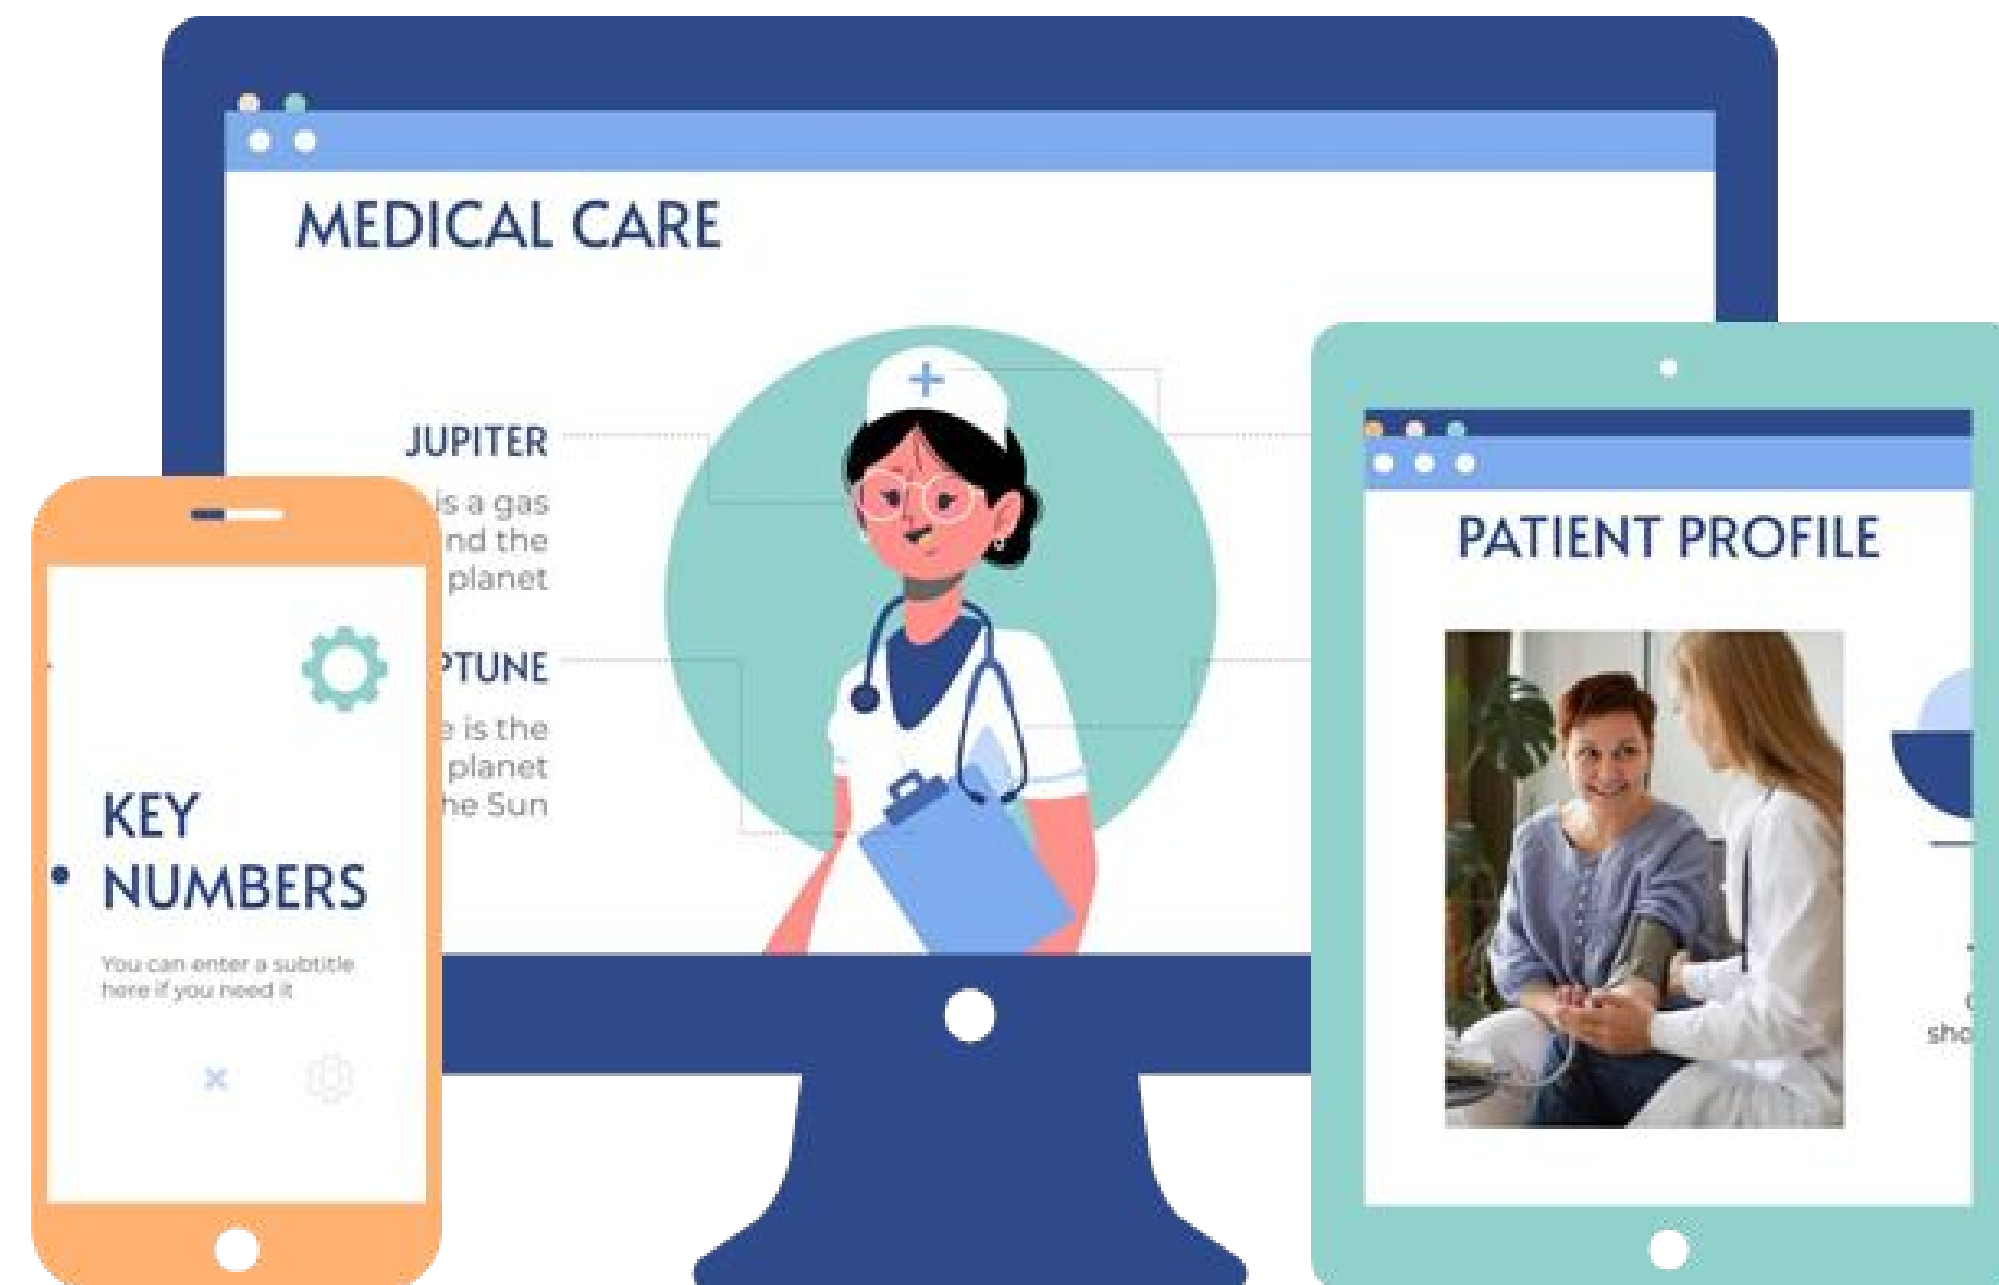 MEDICAL CARE
JUPITER
is a gas
nd the
planet
PTUNE
e is the
planet
he Sun
KEY
NUMBERS
You can enter a subtitle
here if you need it
PATIENT PROFILE
sho